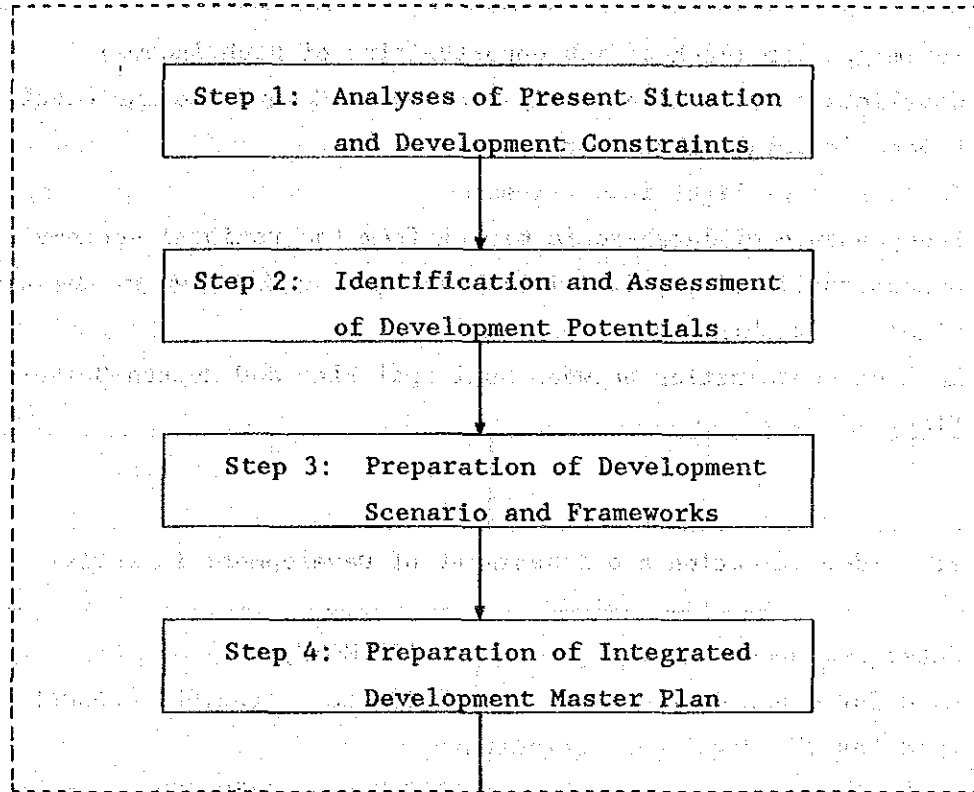 Step 1: Analyses of Present Situation
and Development Constraints
Step 2: Identification and Assessment
of Development Potentials
Step 3: Preparation of Development
Scenario and Frameworks
Step 4: Preparation of Integrated
Development Master Plan